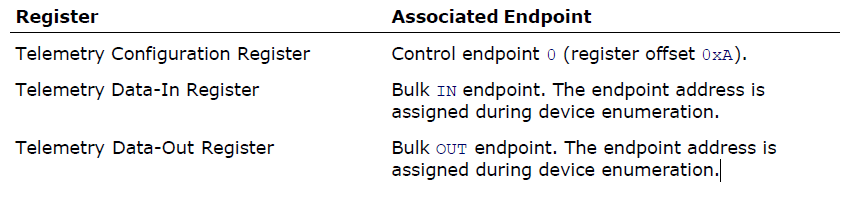 Register Associated Endpoint
Telemetry Configuration Register Control endpoint 0 (register offset 0xA).
Telemetry Data-In Register Bulk IN endpoint. The endpoint address is
assigned during device enumeration.
Telemetry Data-Out Register Bulk OUT endpoint. The endpoint address is
assigned during device enumeration.